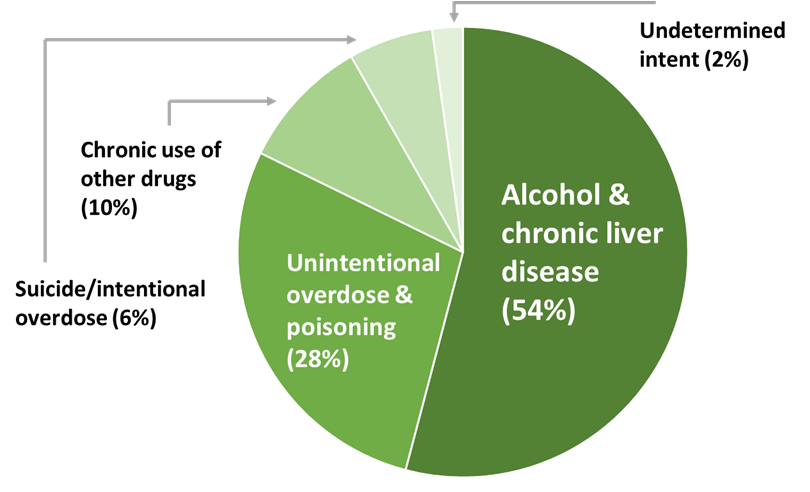 Undetermined
intent (2%)
Chronic use of
other drugs
(10%)
Alcohol &
chronic liver
disease
(54%)
Unintentional
overdose &
poisoning
(28%)
Suicide/intentional
overdose (6%)